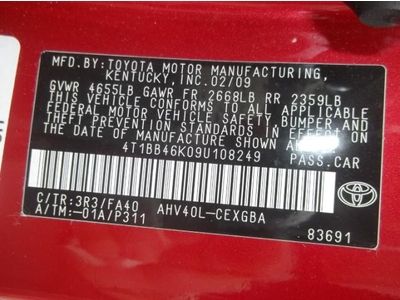 MFD. BY: TOYOTA MOTOR MANUFACTURING,
KENTUCKY, INC. 02/09
GVWR 4655LB GAWR FR 2668LB RR 2359LB
THIS VEHICLE CONFORMS TO ALL APPLICABLE
FEDERAL MOTOR VEHICLE SAFETY, BUMPER, AND
THEFT PREVENTION STANDARDS IN EFFECT ON
THE DATE OF MANUFACTURE SHOWN ABOVE.
4T1BB46K09U108249 PASS.CAR
C/TR:3R3/FA40 AHV40L-CEXGBA
A/TM:-01A/P311
TOYOTA
83691